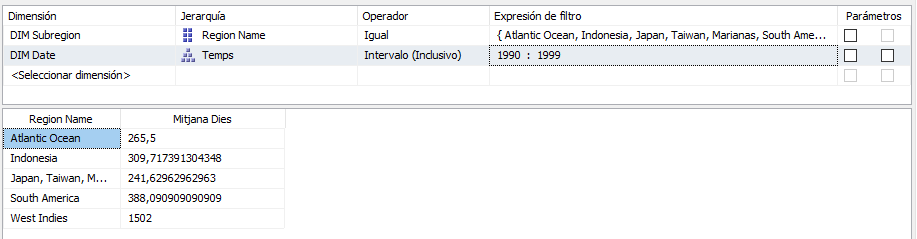 Dimensión Jerarquía Operador Expresión de filtro Parámetros
DIM Subregion Region Name Igual { Atlantic Ocean, Indonesia, Japan, Taiwan, Marianas, South Ame...
DIM Date Temps Intervalo (Inclusivo) 1990 : 1999
<Seleccionar dimensión>
Region Name Mitjana Dies
Atlantic Ocean 265,5
Indonesia 309,717391304348
Japan, Taiwan, M... 241,62962962963
South America 388,090909090909
West Indies 1502